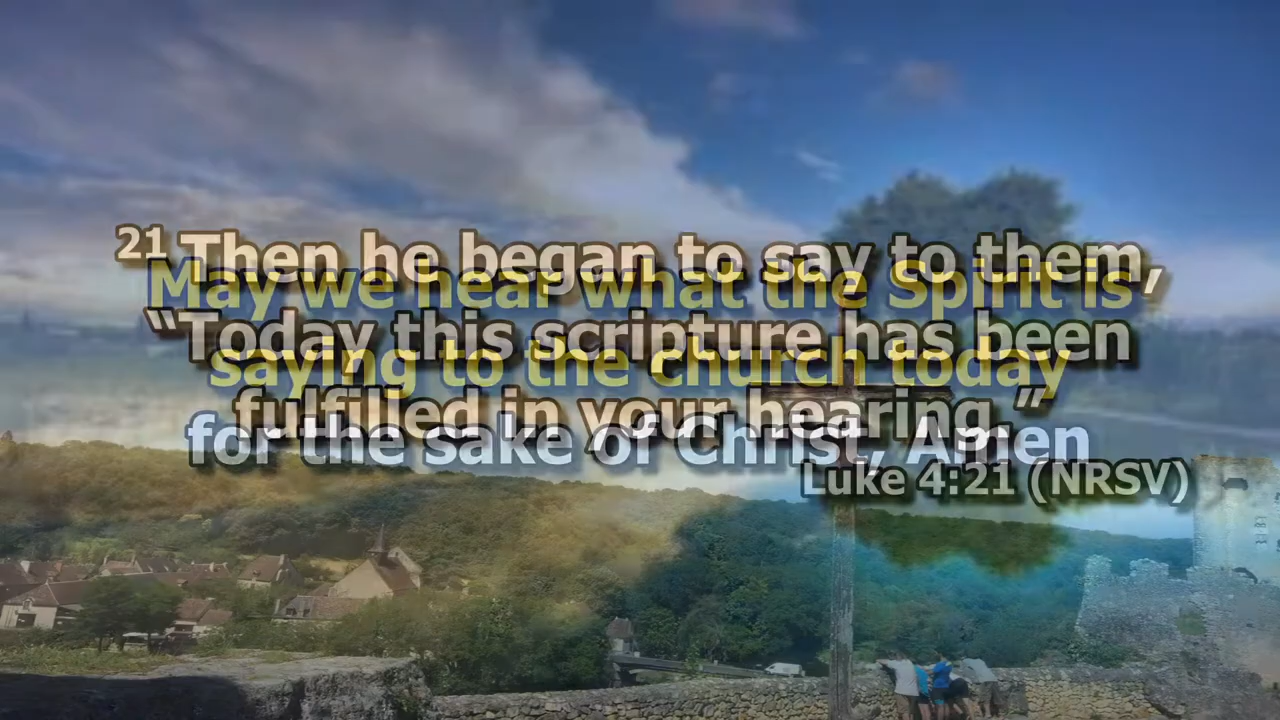 21 Then he began to say to them,
“Today this scripture has been
fulfilled in your hearing.”
Luke 4:21 (NRSV)
May we hear what the Spirit is
saying to the church today
for the sake of Christ, Amen